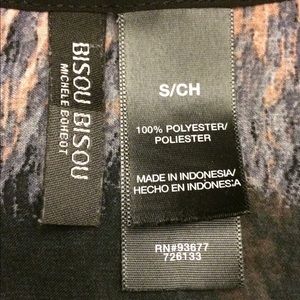 BISOU BISOU
MICHELE BOHBOT
S/CH
100% POLYESTER/
POLIESTER
MADE IN INDONESIA/
HECHO EN INDONESIA
RN#93677
726133